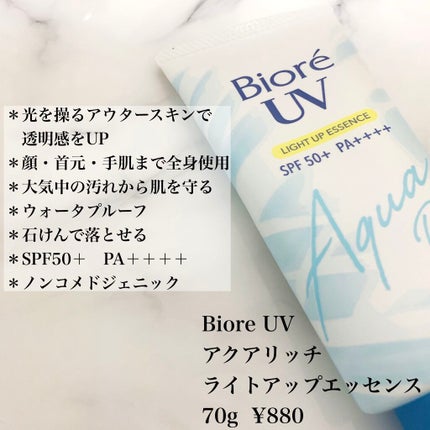 Bioré
UV
LIGHT UP ESSENCE
SPF 50+ PA++++
Aqua
＊光を操るアウタースキンで
透明感をUP
＊顔・首元・手肌まで全身使用
＊大気中の汚れから肌を守る
＊ウォータプルーフ
＊石けんで落とせる
＊SPF50＋　PA＋＋＋＋
＊ノンコメドジェニック
Biore UV
アクアリッチ
ライトアップエッセンス
70g ¥880